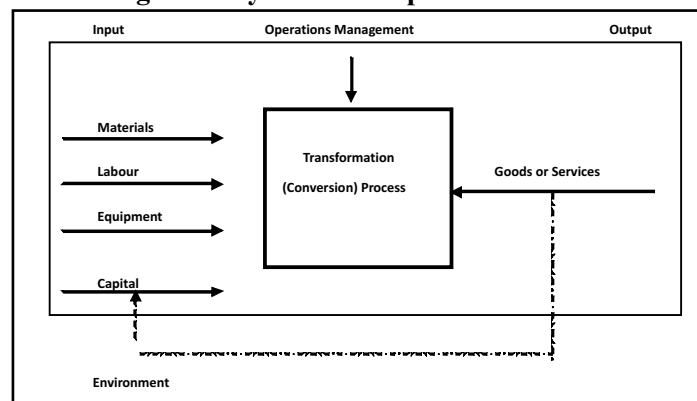 Input Operations Management Output
Materials
Transformation
(Conversion) Process
Labour
Goods or Services
Equipment
Capital
Environment